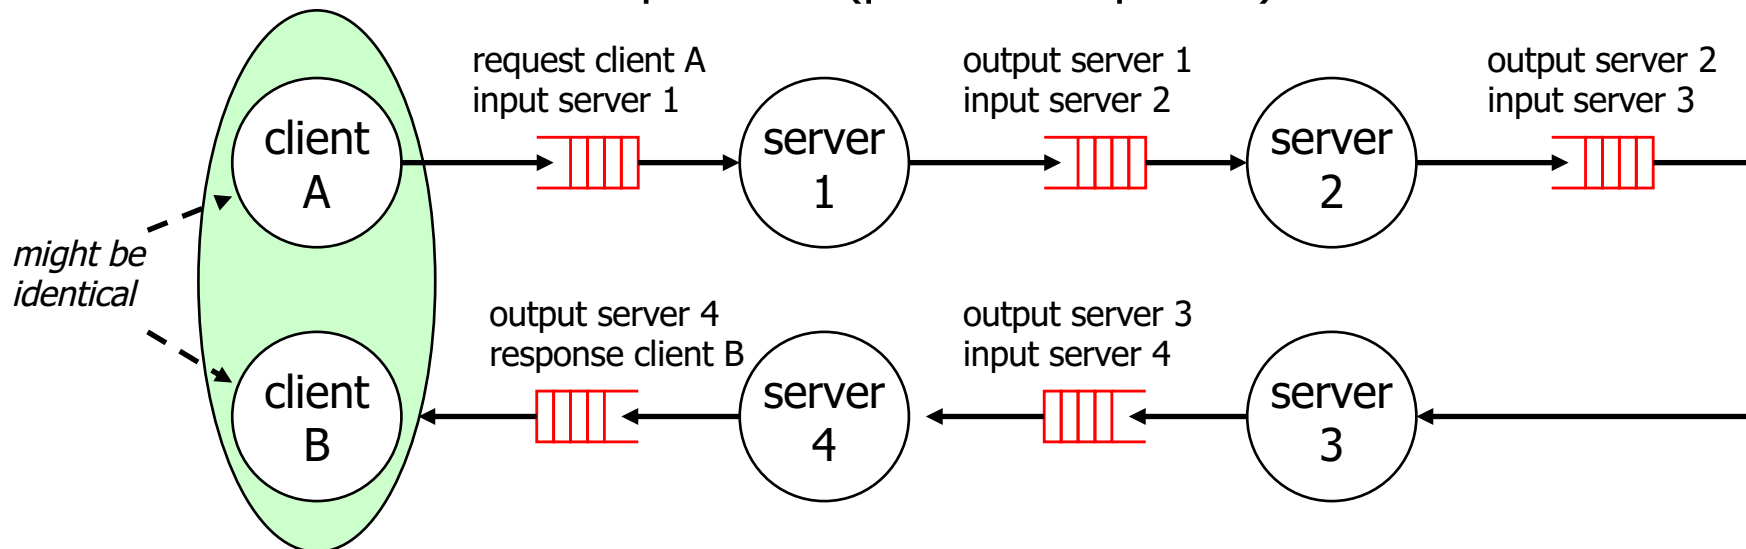 request client A
input server 1
output server 1
input server 2
output server 2
input server 3
client
A
server
1
server
2
might be
identical
output server 4
response client B
output server 3
input server 4
client
B
server
4
server
3